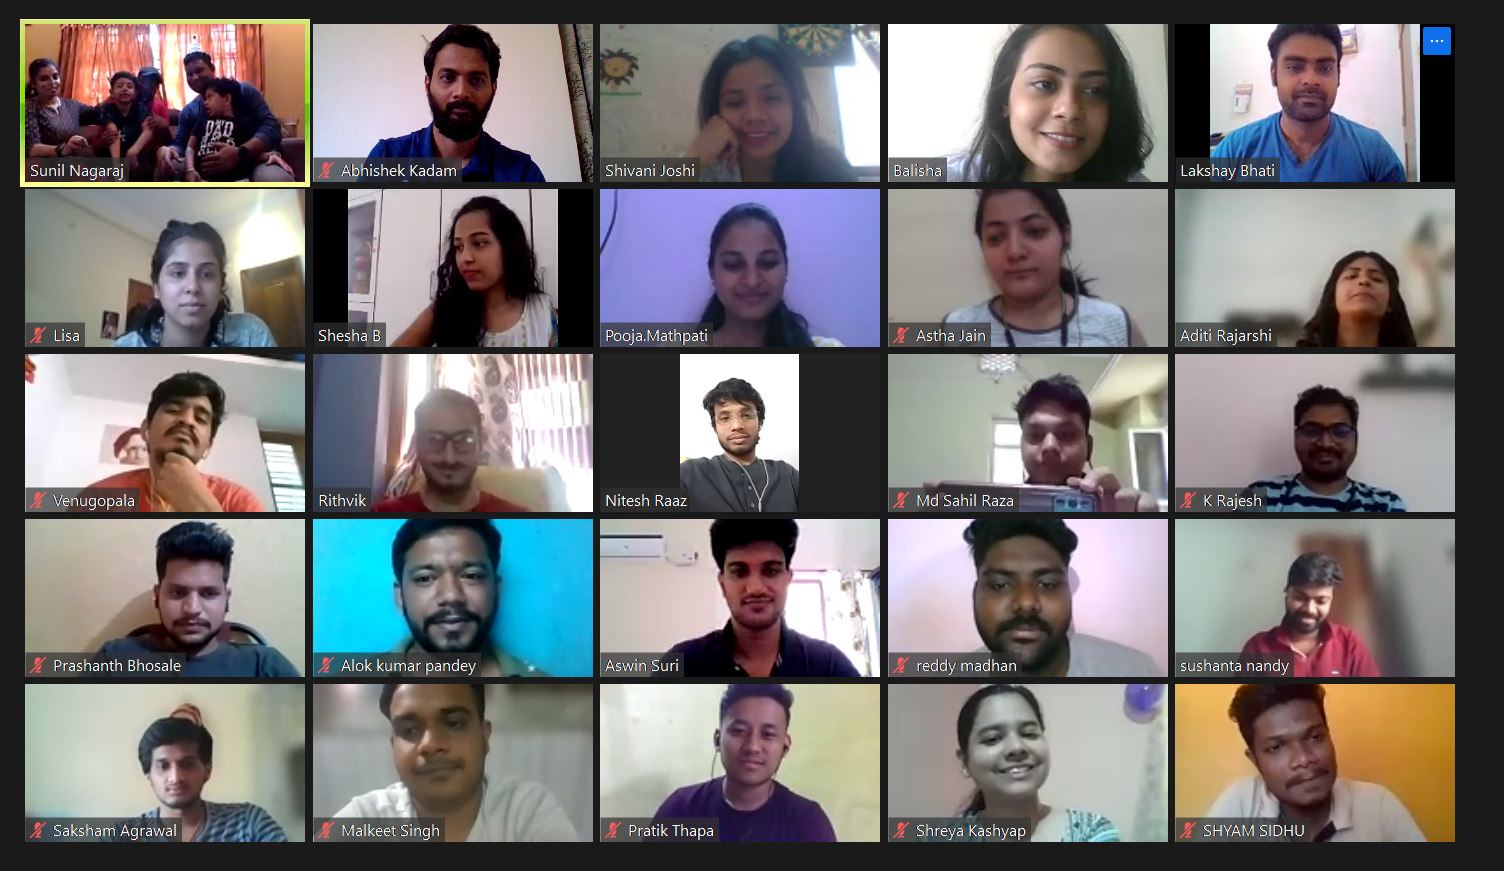 Sunil Nagaraj
Abhishek Kadam
Shivani Joshi
Balisha
Lakshay Bhati
Lisa
Shesha B
Pooja.Mathpati
Astha Jain
Aditi Rajarshi
Venugopala
Rithvik
Nitesh Raaz
Md Sahil Raza
K Rajesh
Prashanth Bhosale
Alok kumar pandey
Aswin Suri
reddy madhan
sushanta nandy
Saksham Agrawal
Malkeet Singh
Pratik Thapa
Shreya Kashyap
SHYAM SIDHU